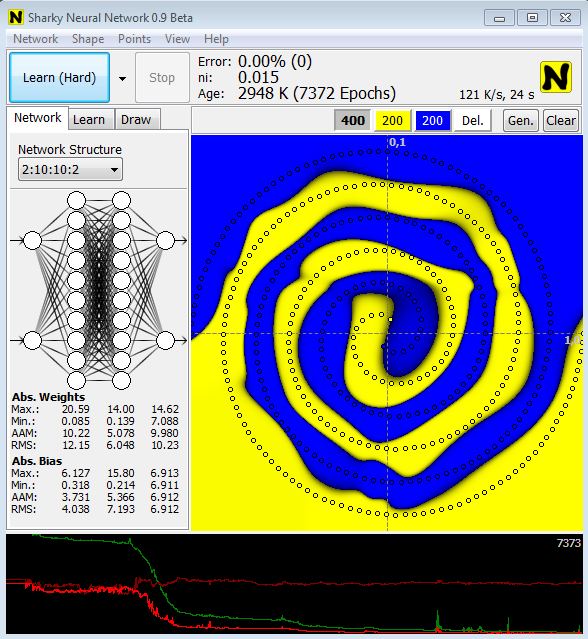 Sharky Neural Network 0.9 Beta
Network Shape Points View Help
Learn (Hard)
Stop
Error: 0.00% (0)
ni: 0.015
Age: 2948 K (7372 Epochs)
121 K/s, 24 s
N
Network Learn Draw
400 200 200 Del. Gen. Clear
Network Structure
2:10:10:2
0,1
Abs. Weights
Max.: 20.59 14.00 14.62
Min.: 0.085 0.139 7.088
AAM: 10.22 5.078 9.980
RMS: 12.15 6.048 10.23
Abs. Bias
Max.: 6.127 15.80 6.913
Min.: 0.318 0.214 6.911
AAM: 3.731 5.366 6.912
RMS: 4.038 7.193 6.912
7373